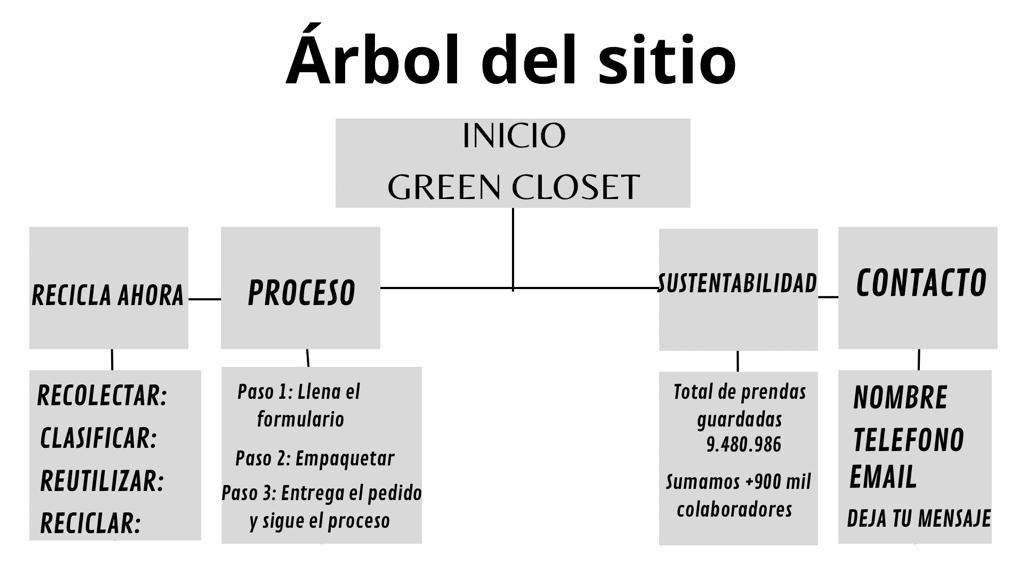 Árbol del sitio
INICIO
GREEN CLOSET
RECICLA AHORA
PROCESO
SUSTENTABILIDAD
CONTACTO
RECOLECTAR:
CLASIFICAR:
REUTILIZAR:
RECICLAR:
Paso 1: Llena el
formulario
Paso 2: Empaquetar
Paso 3: Entrega el pedido
y sigue el proceso
Total de prendas
guardadas
9.480.986
Sumamos +900 mil
colaboradores
NOMBRE
TELEFONO
EMAIL
DEJA TU MENSAJE